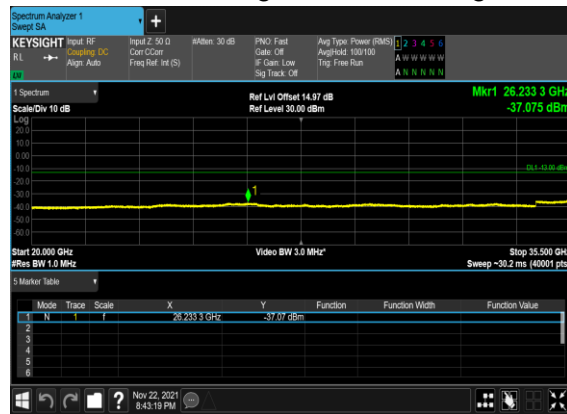 Spectrum Analyzer 1
Swept SA
+
KEYSIGHT Input: RF Input Z: 50 Ω #Atten: 30 dB PNO: Fast Avg Type: Power (RMS) 1 2 3 4 5 6
RL Coupling: DC Corr CCorr Gate: Off Avg|Hold: 100/100 A W W W W W
Align: Auto Freq Ref: Int (S) IF Gain: Low Trig: Free Run
Sig Track: Off A N N N N N
1 Spectrum Ref Lvl Offset 14.97 dB Mkr1 26.233 3 GHz
Scale/Div 10 dB Ref Level 30.00 dBm -37.075 dBm
Log
20.0
10.0
0.00
-10.0 DL1 -13.00 dBm
-20.0
-30.0 1
-40.0
-50.0
-60.0
Start 20.000 GHz Video BW 3.0 MHz* Stop 35.500 GHz
#Res BW 1.0 MHz Sweep ~30.2 ms (40001 pts)
5 Marker Table
Mode Trace Scale X Y Function Function Width Function Value
1 N 1 f 26.233 3 GHz -37.07 dBm
2
3
4
5
6
? Nov 22, 2021
8:43:19 PM